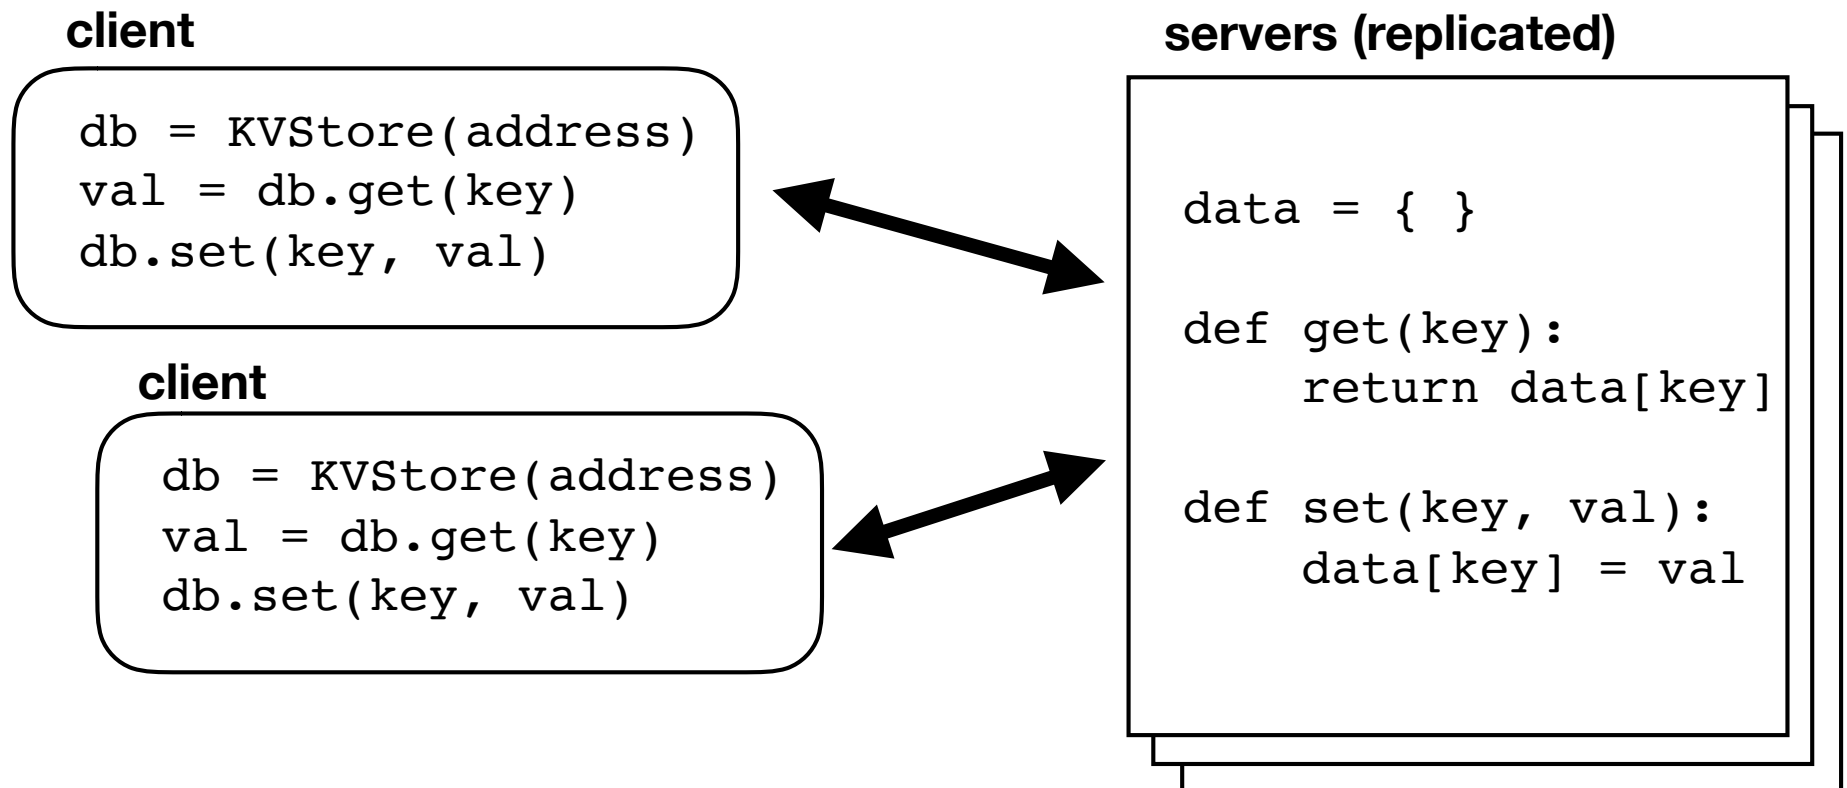 client
db = KVStore(address)
val = db.get(key)
db.set(key, val)
client
db = KVStore(address)
val = db.get(key)
db.set(key, val)
servers (replicated)
data = { }
def get(key):
    return data[key]
def set(key, val):
    data[key] = val